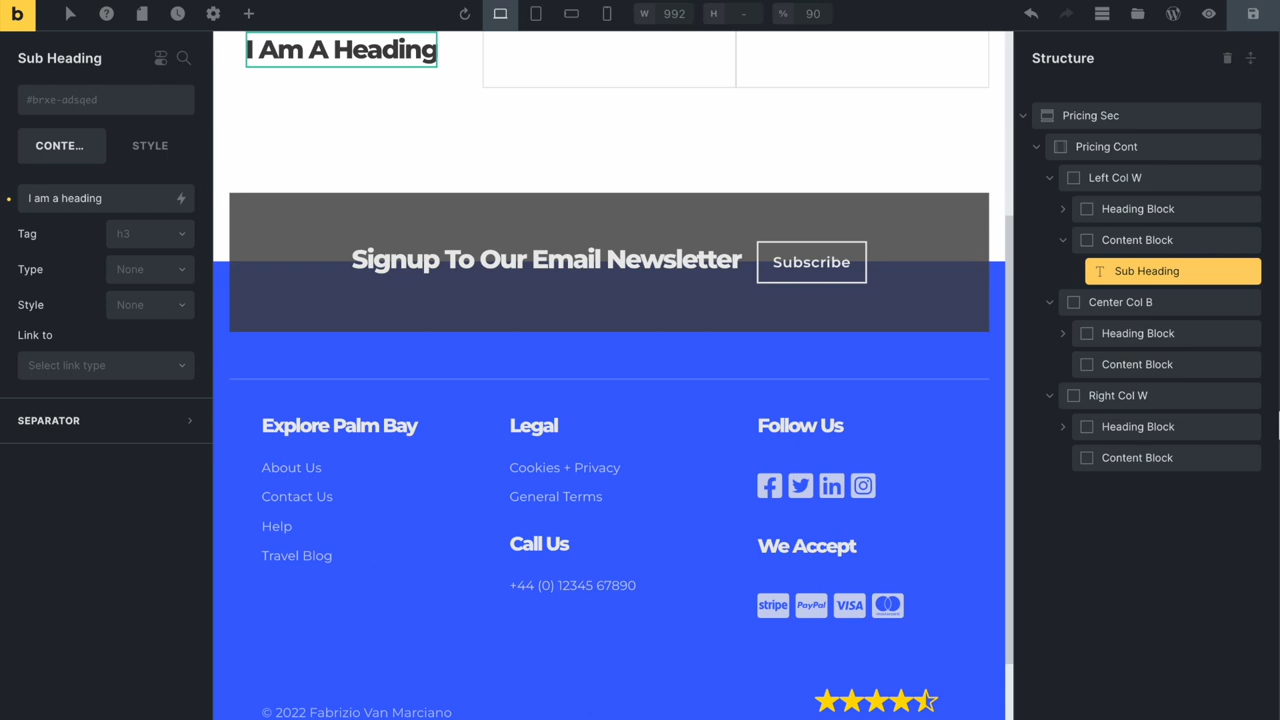 b
W 992 H - % 90
Sub Heading
#brxe-adsqed
CONTE...
STYLE
I am a heading
Tag
h3
Type
None
Style
None
Link to
Select link type
SEPARATOR
I Am A Heading
Signup To Our Email Newsletter
Subscribe
Explore Palm Bay
About Us
Contact Us
Help
Travel Blog
Legal
Cookies + Privacy
General Terms
Call Us
+44 (0) 12345 67890
Follow Us
We Accept
stripe
PayPal
VISA
© 2022 Fabrizio Van Marciano
Structure
Pricing Sec
Pricing Cont
Left Col W
Heading Block
Content Block
Sub Heading
Center Col B
Heading Block
Content Block
Right Col W
Heading Block
Content Block